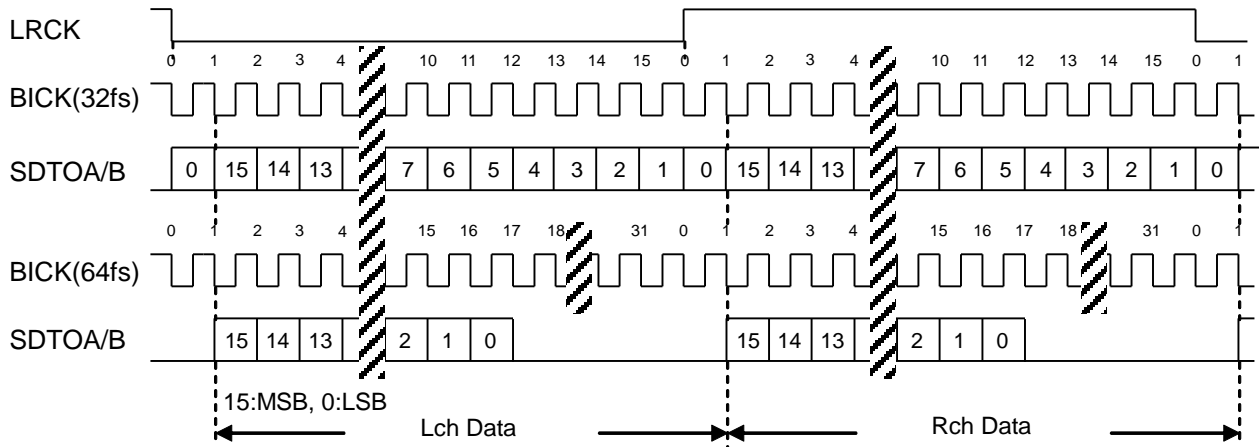 LRCK
0 1 2 3 4 10 11 12 13 14 15 0 1 2 3 4 10 11 12 13 14 15 0 1
BICK(32fs)
SDTOA/B 0 15 14 13 7 6 5 4 3 2 1 0 15 14 13 7 6 5 4 3 2 1 0
0 1 2 3 4 15 16 17 18 31 0 1 2 3 4 15 16 17 18 31 0 1
BICK(64fs)
SDTOA/B 15 14 13 2 1 0 15 14 13 2 1 0
15:MSB, 0:LSB
Lch Data Rch Data